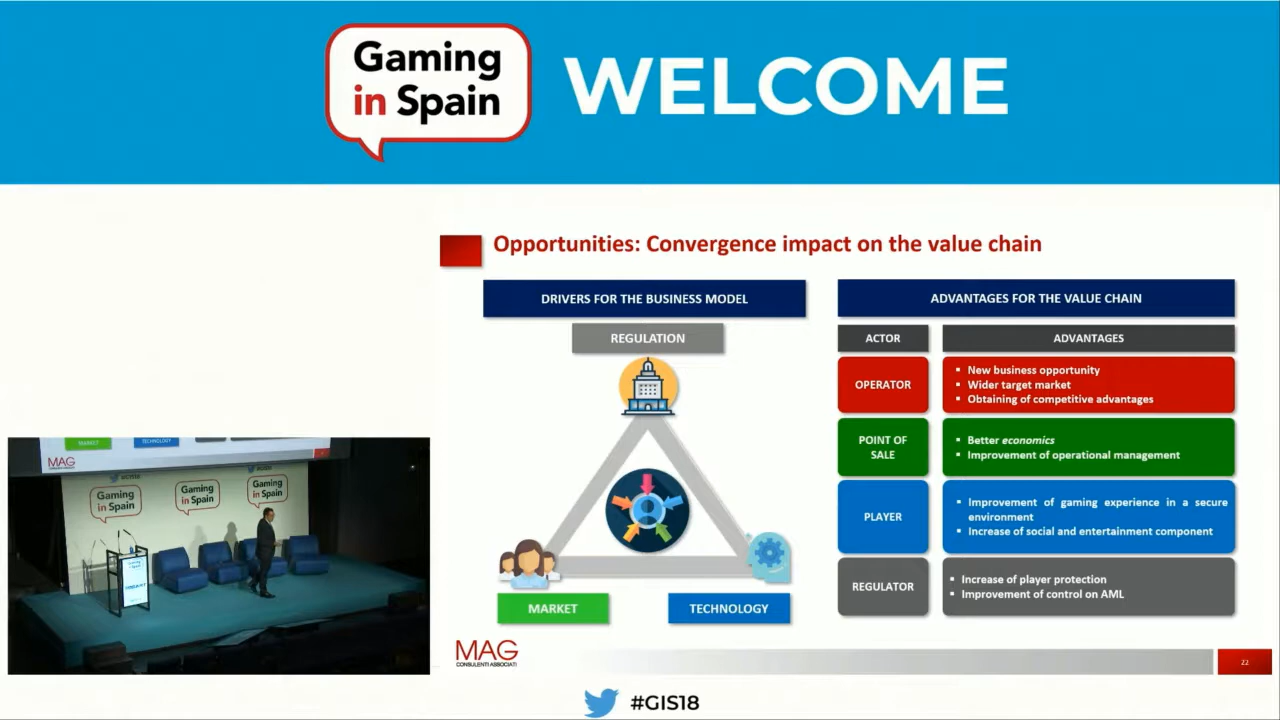 Gaming
in Spain
WELCOME
Opportunities: Convergence impact on the value chain
DRIVERS FOR THE BUSINESS MODEL
REGULATION
MARKET
TECHNOLOGY
ADVANTAGES FOR THE VALUE CHAIN
ACTOR
ADVANTAGES
OPERATOR
▪ New business opportunity
▪ Wider target market
▪ Obtaining of competitive advantages
POINT OF
SALE
▪ Better economics
▪ Improvement of operational management
PLAYER
▪ Improvement of gaming experience in a secure
environment
▪ Increase of social and entertainment component
REGULATOR
▪ Increase of player protection
▪ Improvement of control on AML
MAG
CONSULENTI ASSOCIATI
22
MARKET
TECHNOLOGY
MAG
Gaming
in Spain
Gaming
in Spain
Gaming
in Spain
#GIS18